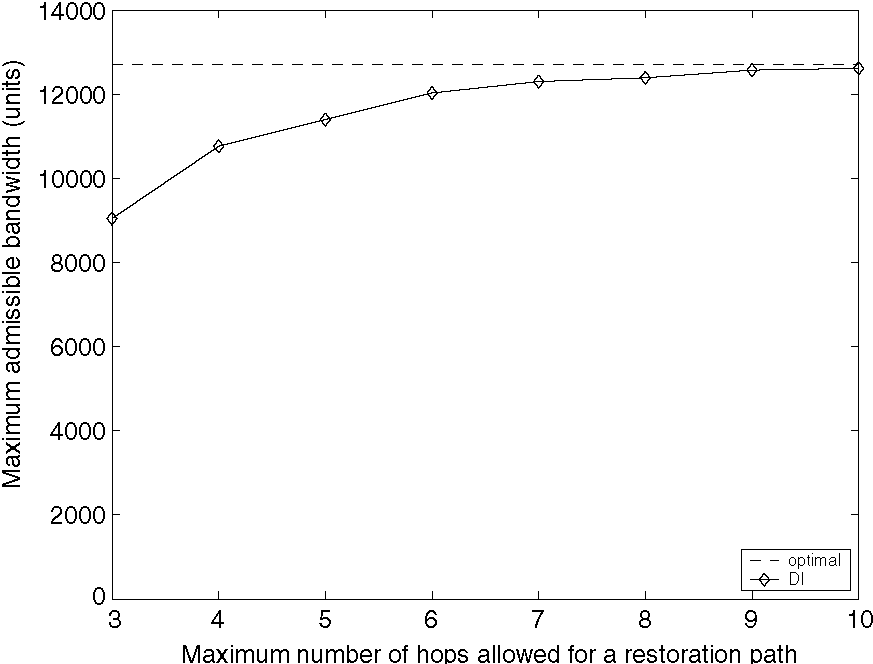 14000
12000
10000
8000
6000
4000
2000
0
Maximum admissible bandwidth (units)
optimal
DI
3 4 5 6 7 8 9 10
Maximum number of hops allowed for a restoration path